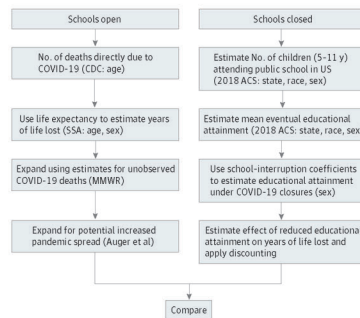 Schools open
No. of deaths directly due to
COVID-19 (CDC: age)
Use life expectancy to estimate years
of life lost (SSA: age, sex)
Expand using estimates for unobserved
COVID-19 deaths (MMWR)
Expand for potential increased
pandemic spread (Auger et al)
Schools closed
Estimate No. of children (5-11 y)
attending public school in US
(2018 ACS: state, race, sex)
Estimate mean eventual educational
attainment (2018 ACS: state, race, sex
Use school-interruption coefficients
to estimate educational attainment
under COVID-19 closures (sex)
Estimate effect of reduced educational
attainment on years of life lost and
apply discounting
Compare